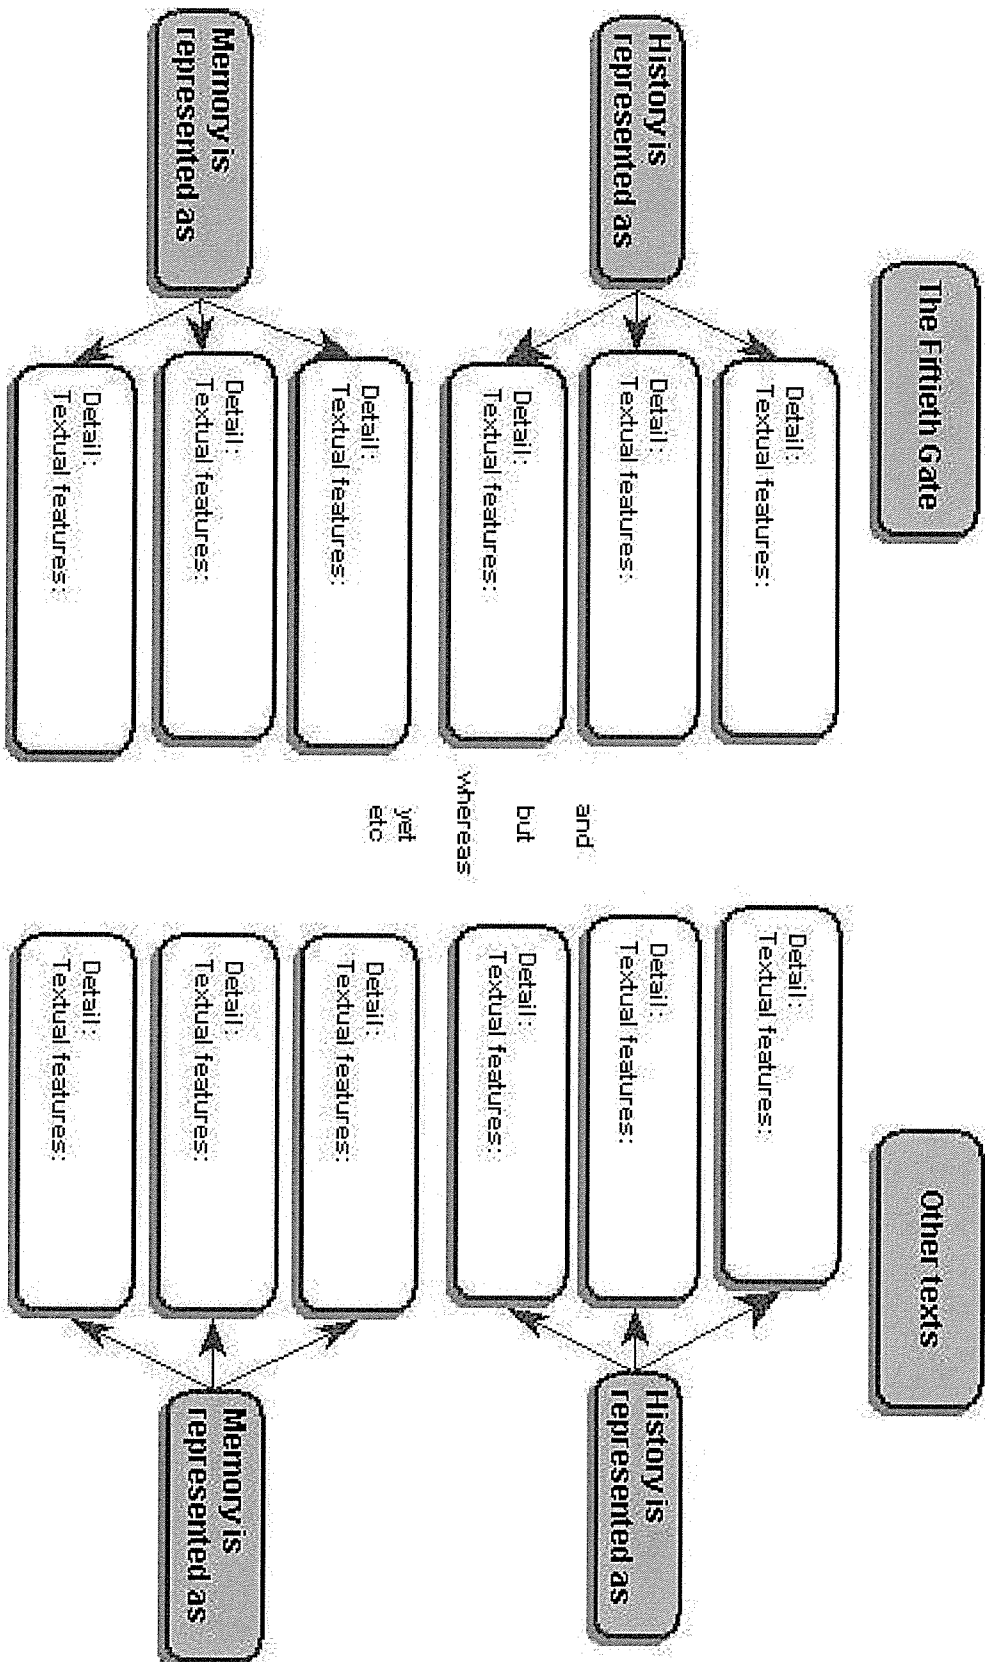 The Fiftieth Gate
Other texts
History is
represented as
Detail:
Textual features:
Detail:
Textual features:
Detail:
Textual features:
Memory is
represented as
Detail:
Textual features:
Detail:
Textual features:
Detail:
Textual features:
and
but
whereas
yet
etc
Detail:
Textual features:
Detail:
Textual features:
Detail:
Textual features:
History is
represented as
Detail:
Textual features:
Detail:
Textual features:
Detail:
Textual features:
Memory is
represented as